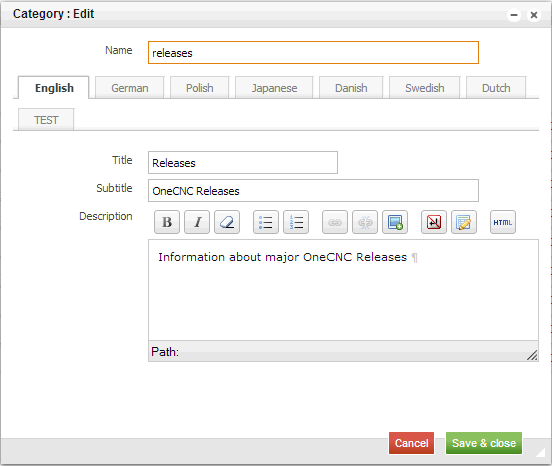 Category : Edit
Name releases
English German Polish Japanese Danish Swedish Dutch
TEST
Title Releases
Subtitle OneCNC Releases
Description B I HTML
Information about major OneCNC Releases ¶
Path:
Cancel Save & close